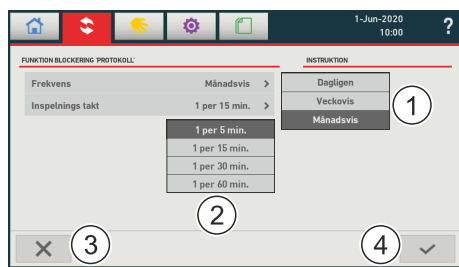 1-Jun-2020
10:00
?
FUNKTION BLOCKERING 'PROTOKOLL'
INSTRUKTION
Frekvens Månadsvis >
Inspelnings takt 1 per 15 min. >
Dagligen
Veckovis
Månadsvis
1
1 per 5 min.
1 per 15 min.
1 per 30 min.
1 per 60 min.
2
3
4